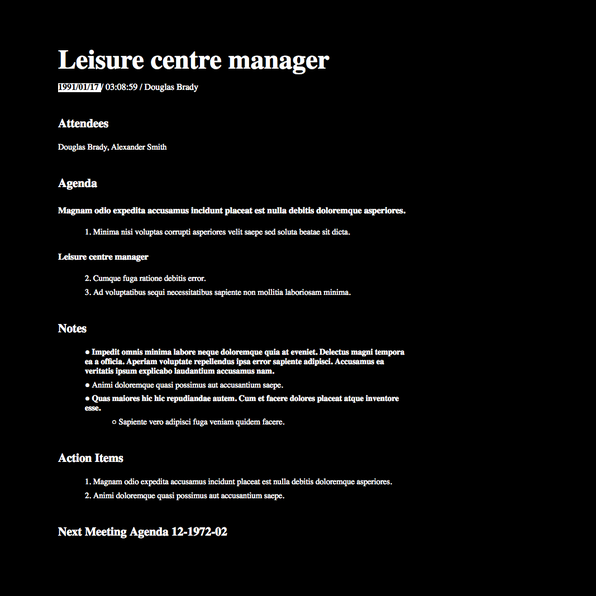 Leisure centre manager
1991/01/17 / 03:08:59 / Douglas Brady
Attendees
Douglas Brady, Alexander Smith
Agenda
Magnam odio expedita accusamus incidunt placeat est nulla debitis doloremque asperiores.
1. Minima nisi voluptas corrupti asperiores velit saepe sed soluta beatae sit dicta.
Leisure centre manager
2. Cumque fuga ratione debitis error.
3. Ad voluptatibus sequi necessitatibus sapiente non mollitia laboriosam minima.
Notes
● Impedit omnis minima labore neque doloremque quia at eveniet. Delectus magni tempora
ea a officia. Aperiam voluptate repellendus ipsa error sapiente adipisci. Accusamus ea
veritatis ipsum explicabo laudantium accusamus nam.
● Animi doloremque quasi possimus aut accusantium saepe.
● Quas maiores hic hic repudiandae autem. Cum et facere dolores placeat atque inventore
esse.
○ Sapiente vero adipisci fuga veniam quidem facere.
Action Items
1. Magnam odio expedita accusamus incidunt placeat est nulla debitis doloremque asperiores.
2. Animi doloremque quasi possimus aut accusantium saepe.
Next Meeting Agenda 12-1972-02